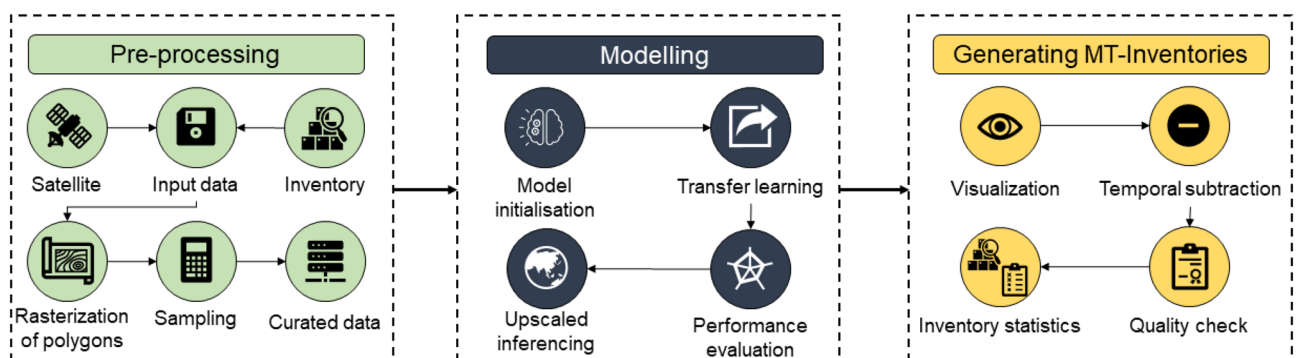 Pre-processing
Satellite
Input data
Inventory
Rasterization
of polygons
Sampling
Curated data
Modelling
Model
initialisation
Transfer learning
Upscaled
inferencing
Performance
evaluation
Generating MT-Inventories
Visualization
Temporal subtraction
Inventory statistics
Quality check